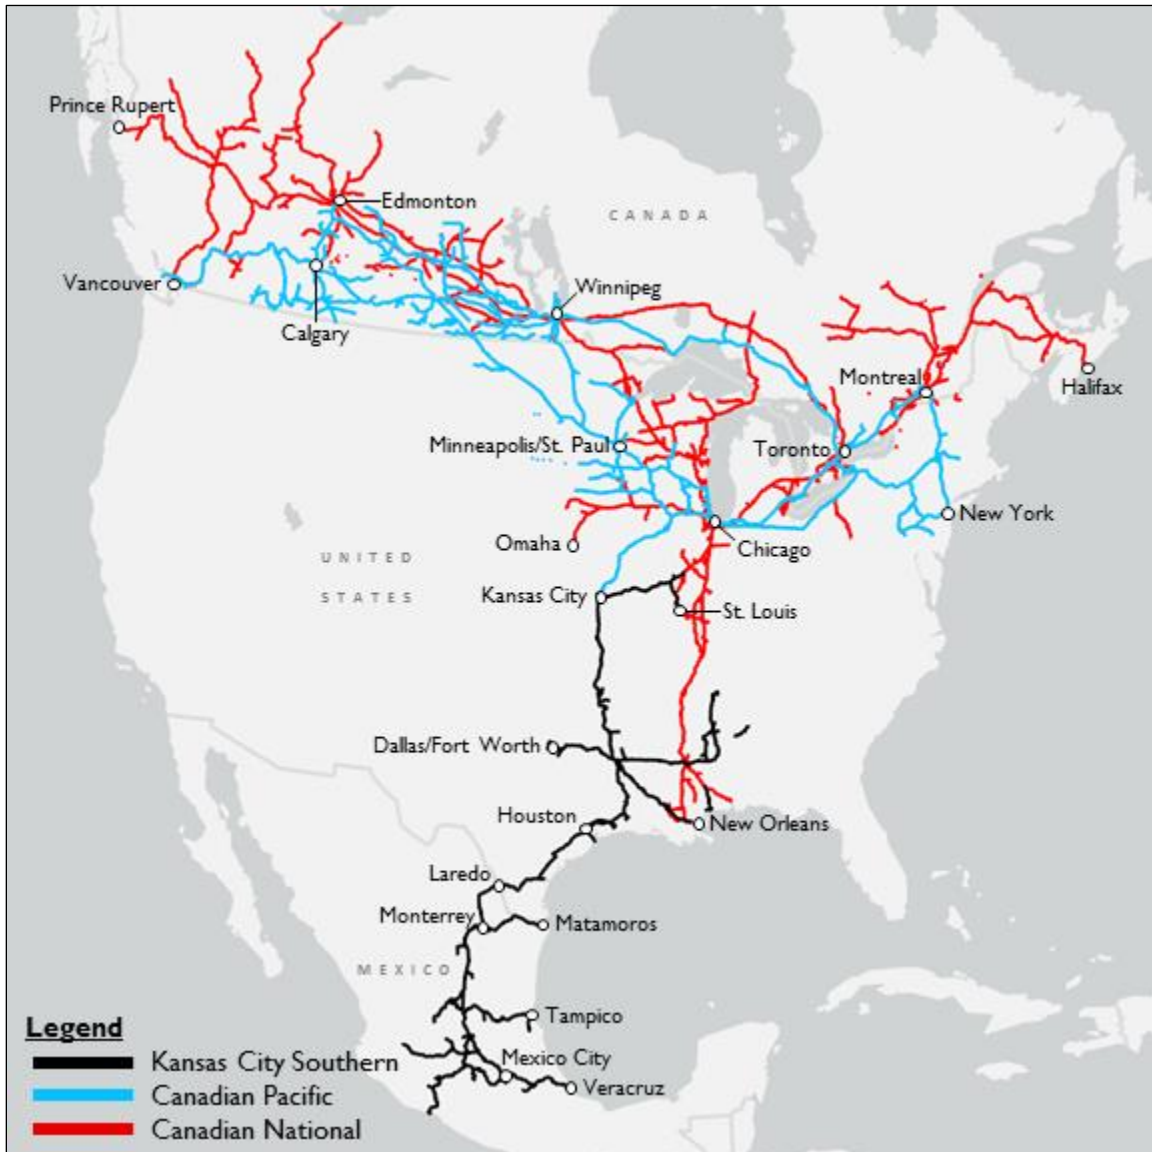 Prince Rupert
Edmonton
CANADA
Vancouver
Winnipeg
Calgary
Montreal
Halifax
Minneapolis/St. Paul
Toronto
New York
Omaha
Chicago
UNITED
STATES
Kansas City
St. Louis
Dallas/Fort Worth
Houston
New Orleans
Laredo
Monterrey
Matamoros
MEXICO
Tampico
Mexico City
Veracruz
Legend
Kansas City Southern
Canadian Pacific
Canadian National